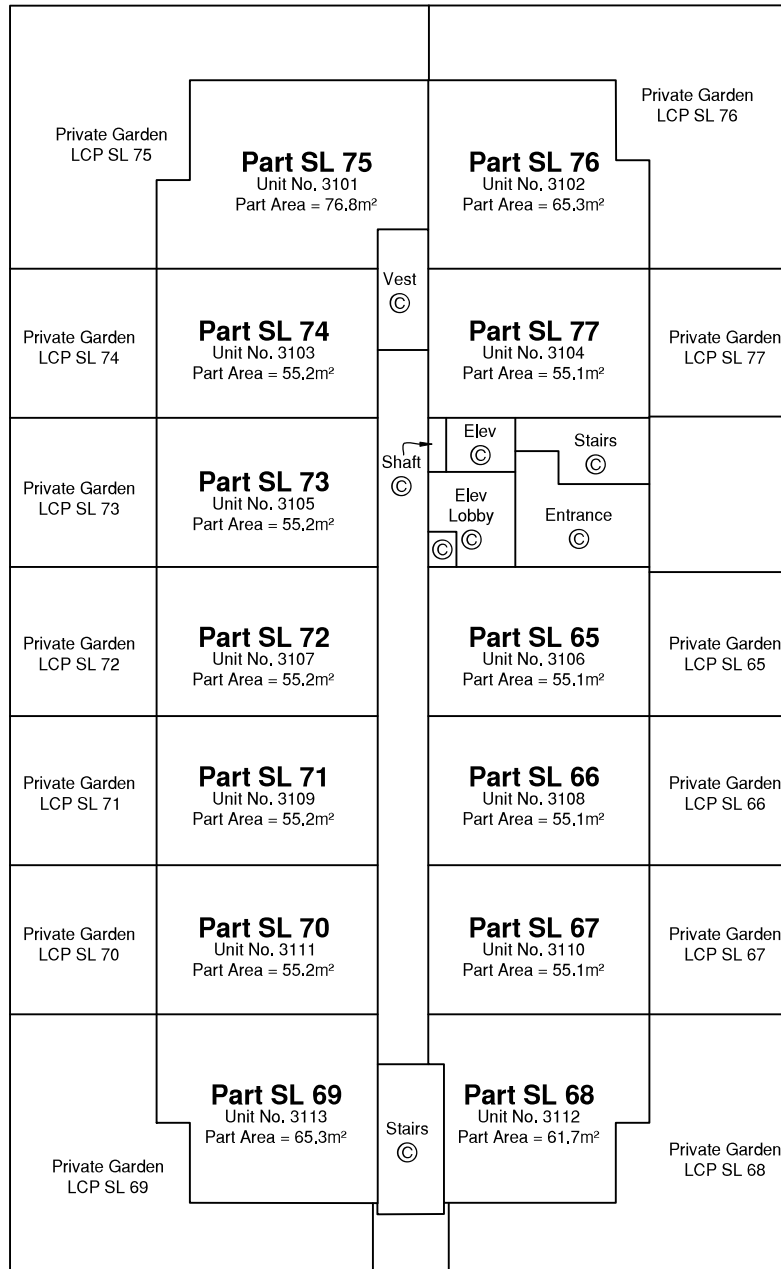 Private Garden
LCP SL 75
Part SL 75
Unit No. 3101
Part Area = 76.8m²
Part SL 76
Unit No. 3102
Part Area = 65.3m²
Private Garden
LCP SL 76
Vest
©
Private Garden
LCP SL 74
Part SL 74
Unit No. 3103
Part Area = 55.2m²
Part SL 77
Unit No. 3104
Part Area = 55.1m²
Private Garden
LCP SL 77
Private Garden
LCP SL 73
Part SL 73
Unit No. 3105
Part Area = 55.2m²
Shaft
©
Elev
©
Stairs
©
Elev
Lobby
©
©
Entrance
©
Private Garden
LCP SL 72
Part SL 72
Unit No. 3107
Part Area = 55.2m²
Part SL 65
Unit No. 3106
Part Area = 55.1m²
Private Garden
LCP SL 65
Private Garden
LCP SL 71
Part SL 71
Unit No. 3109
Part Area = 55.2m²
Part SL 66
Unit No. 3108
Part Area = 55.1m²
Private Garden
LCP SL 66
Private Garden
LCP SL 70
Part SL 70
Unit No. 3111
Part Area = 55.2m²
Part SL 67
Unit No. 3110
Part Area = 55.1m²
Private Garden
LCP SL 67
Private Garden
LCP SL 69
Part SL 69
Unit No. 3113
Part Area = 65.3m²
Stairs
©
Part SL 68
Unit No. 3112
Part Area = 61.7m²
Private Garden
LCP SL 68